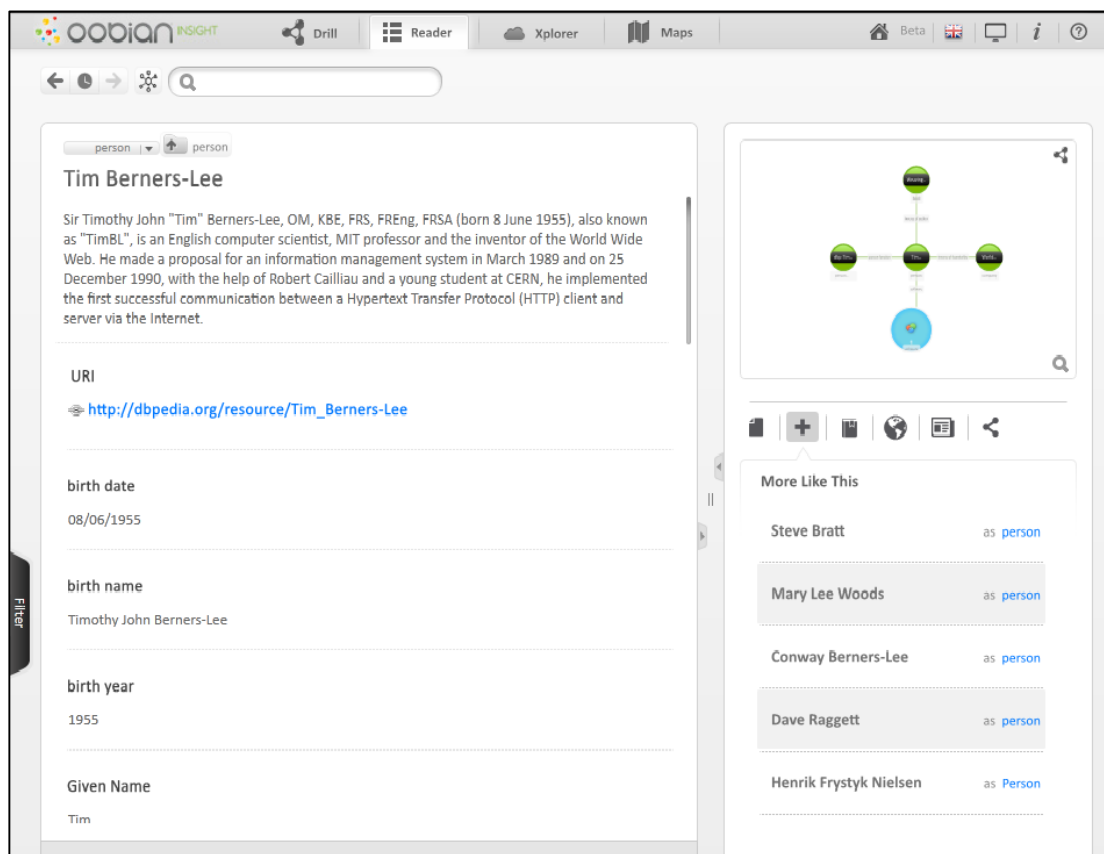 oobian INSIGHT Drill Reader Xplorer Maps Beta i ?
person person
Tim Berners-Lee
Sir Timothy John "Tim" Berners-Lee, OM, KBE, FRS, FREng, FRSA (born 8 June 1955), also known
as "TimBL", is an English computer scientist, MIT professor and the inventor of the World Wide
Web. He made a proposal for an information management system in March 1989 and on 25
December 1990, with the help of Robert Cailliau and a young student at CERN, he implemented
the first successful communication between a Hypertext Transfer Protocol (HTTP) client and
server via the Internet.
URI
http://dbpedia.org/resource/Tim_Berners-Lee
birth date
08/06/1955
birth name
Timothy John Berners-Lee
birth year
1955
Given Name
Tim
Filter
Tim...
World...
More Like This
Steve Bratt as person
Mary Lee Woods as person
Conway Berners-Lee as person
Dave Raggett as person
Henrik Frystyk Nielsen as Person